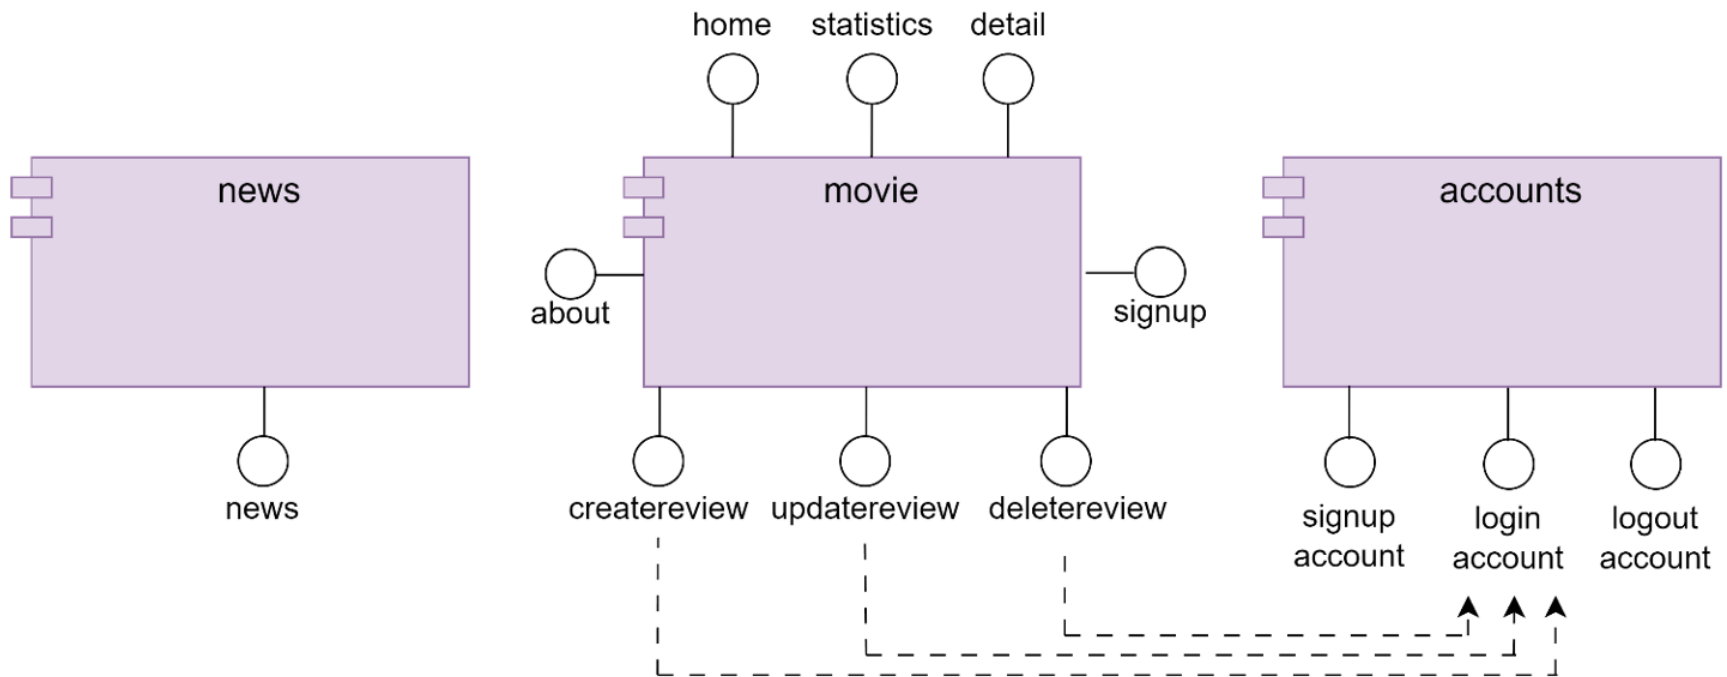 home
statistics
detail
news
movie
accounts
about
signup
news
createreview
updatereview
deletereview
signup
account
login
account
logout
account